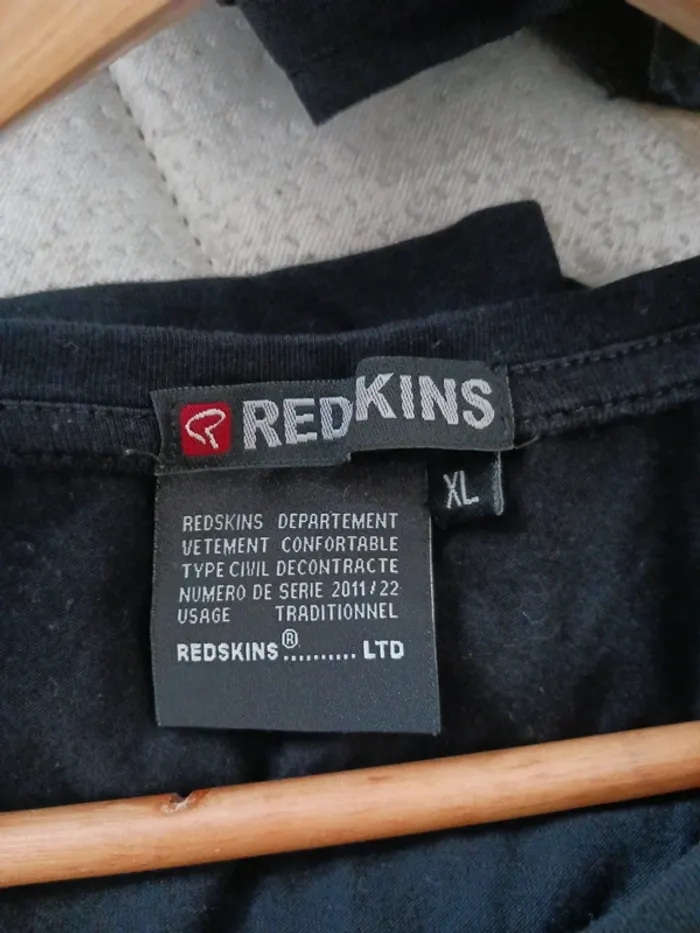 REDSKINS
XL
REDSKINS DEPARTEMENT
VETEMENT CONFORTABLE
TYPE CIVIL DECONTRACTE
NUMERO DE SERIE 2011/22
USAGE TRADITIONNEL
REDSKINS®.......... LTD